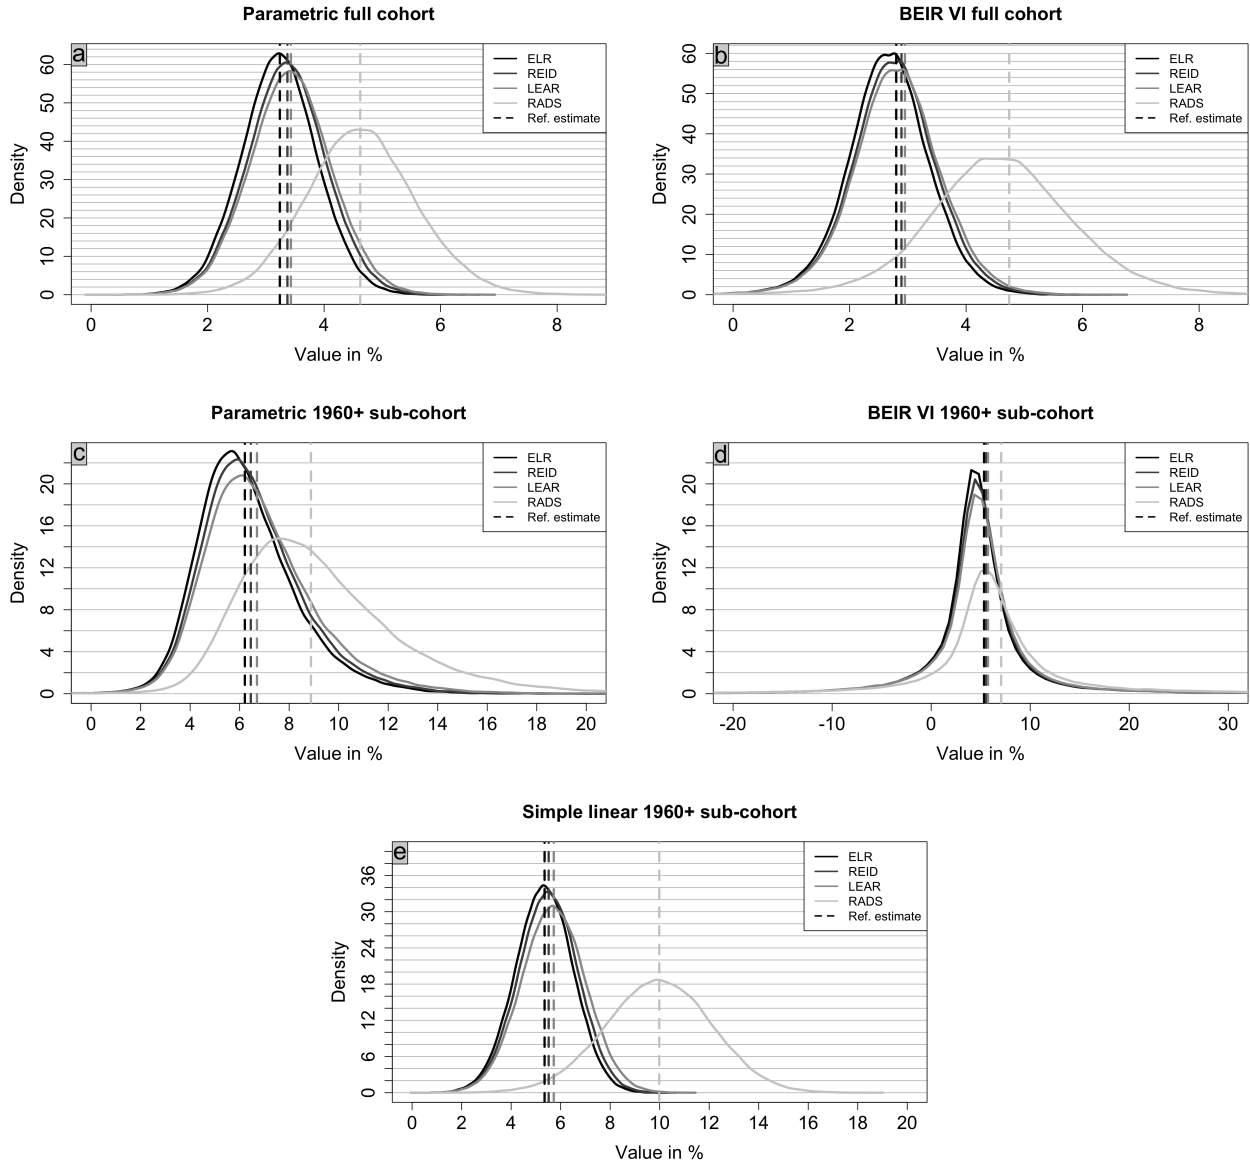 Parametric full cohort
a
ELR
REID
LEAR
RADS
Ref. estimate
Density
0 10 20 30 40 50 60
0 2 4 6 8
Value in %
BEIR VI full cohort
b
ELR
REID
LEAR
RADS
Ref. estimate
Density
0 10 20 30 40 50 60
0 2 4 6 8
Value in %
Parametric 1960+ sub-cohort
c
ELR
REID
LEAR
RADS
Ref. estimate
Density
0 4 8 12 16 20
0 2 4 6 8 10 12 14 16 18 20
Value in %
BEIR VI 1960+ sub-cohort
d
ELR
REID
LEAR
RADS
Ref. estimate
Density
0 4 8 12 16 20
-20 -10 0 10 20 30
Value in %
Simple linear 1960+ sub-cohort
e
ELR
REID
LEAR
RADS
Ref. estimate
Density
0 6 12 18 24 30 36
0 2 4 6 8 10 12 14 16 18 20
Value in %